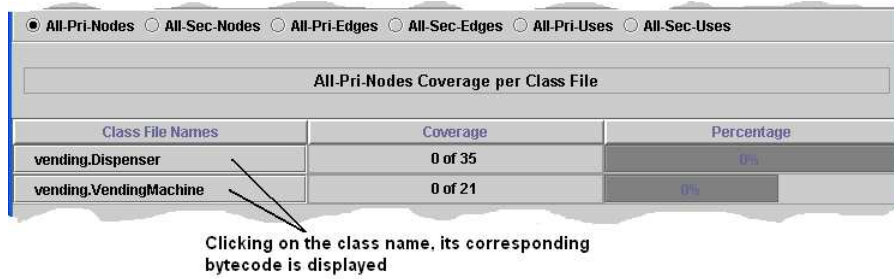 All-Pri-Nodes All-Sec-Nodes All-Pri-Edges All-Sec-Edges All-Pri-Uses All-Sec-Uses
All-Pri-Nodes Coverage per Class File
Class File Names Coverage Percentage
vending.Dispenser 0 of 35 0%
vending.VendingMachine 0 of 21 0%
Clicking on the class name, its corresponding
bytecode is displayed